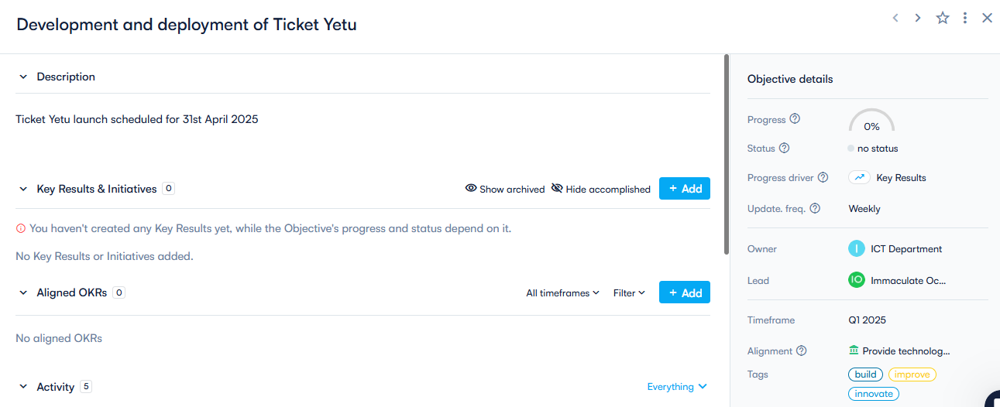 Development and deployment of Ticket Yetu
Description
Ticket Yetu launch scheduled for 31st April 2025
Key Results & Initiatives 0
Show archived Hide accomplished + Add
You haven't created any Key Results yet, while the Objective's progress and status depend on it.
No Key Results or Initiatives added.
Aligned OKRs 0
All timeframes Filter + Add
No aligned OKRs
Activity 5
Everything
Objective details
Progress 0%
Status no status
Progress driver Key Results
Update. freq. Weekly
Owner I ICT Department
Lead IO Immaculate Oc...
Timeframe Q1 2025
Alignment Provide technolog...
Tags build improve
innovate